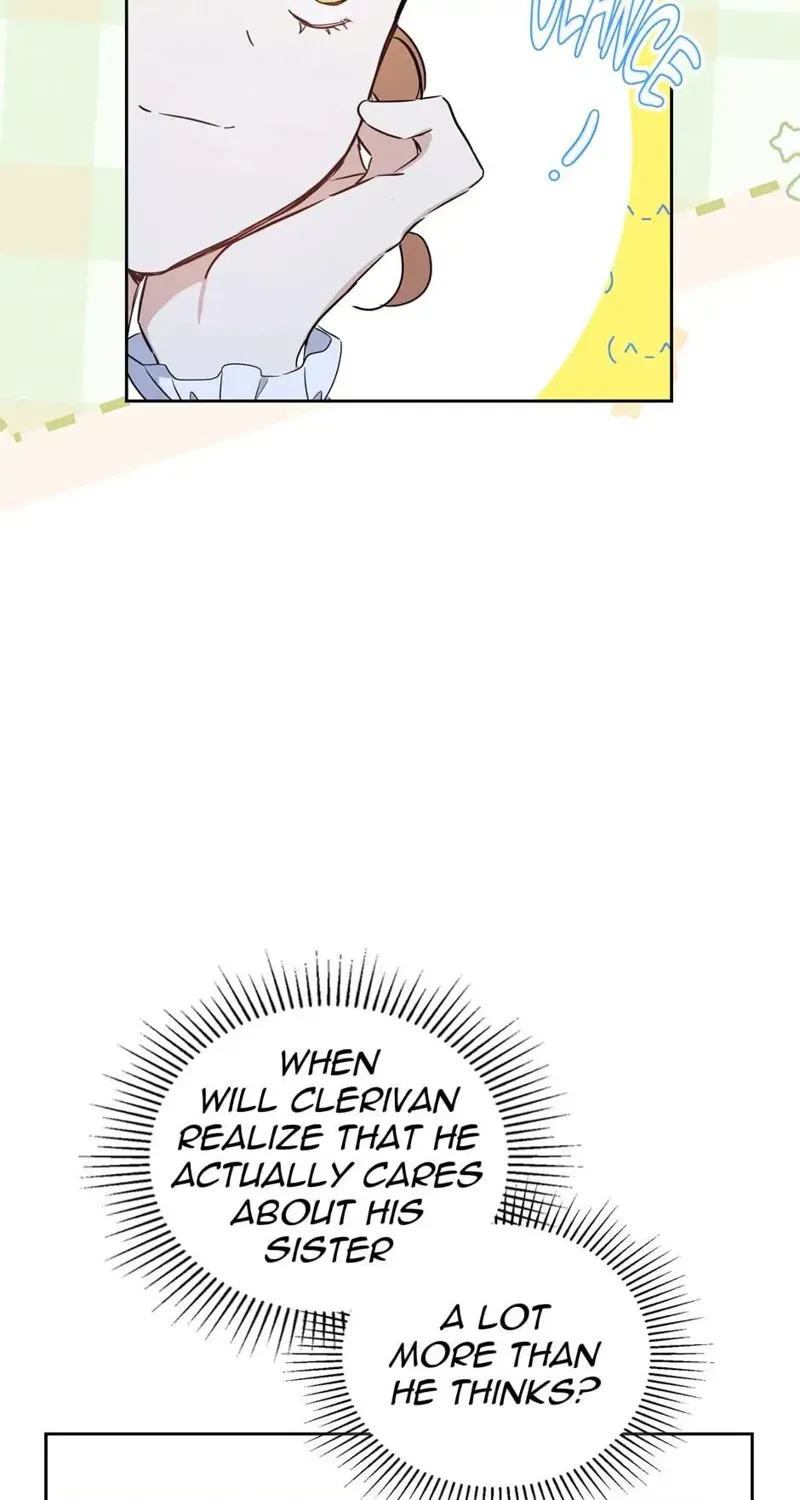 GLANCE
^_^
)
(^_^
WHEN
WILL CLERIVAN
REALIZE THAT HE
ACTUALLY CARES
ABOUT HIS
SISTER
A LOT
MORE THAN
HE THINKS?